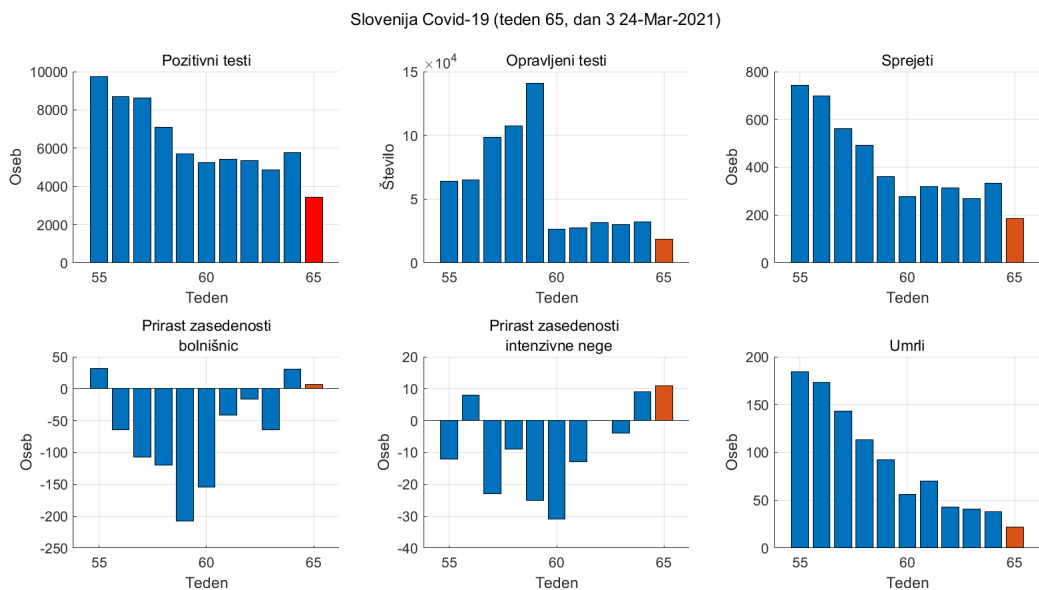 Slovenija Covid-19 (teden 65, dan 3 24-Mar-2021)
Pozitivni testi
10000
8000
6000
4000
2000
0
Oseb
55 60 65
Teden
Opravljeni testi
×10⁴
15
10
5
0
Število
55 60 65
Teden
Sprejeti
800
600
400
200
0
Oseb
55 60 65
Teden
Prirast zasedenosti
bolnišnic
50
0
-50
-100
-150
-200
-250
Oseb
55 60 65
Teden
Prirast zasedenosti
intenzivne nege
20
10
0
-10
-20
-30
-40
Oseb
55 60 65
Teden
Umrli
200
150
100
50
0
Oseb
55 60 65
Teden